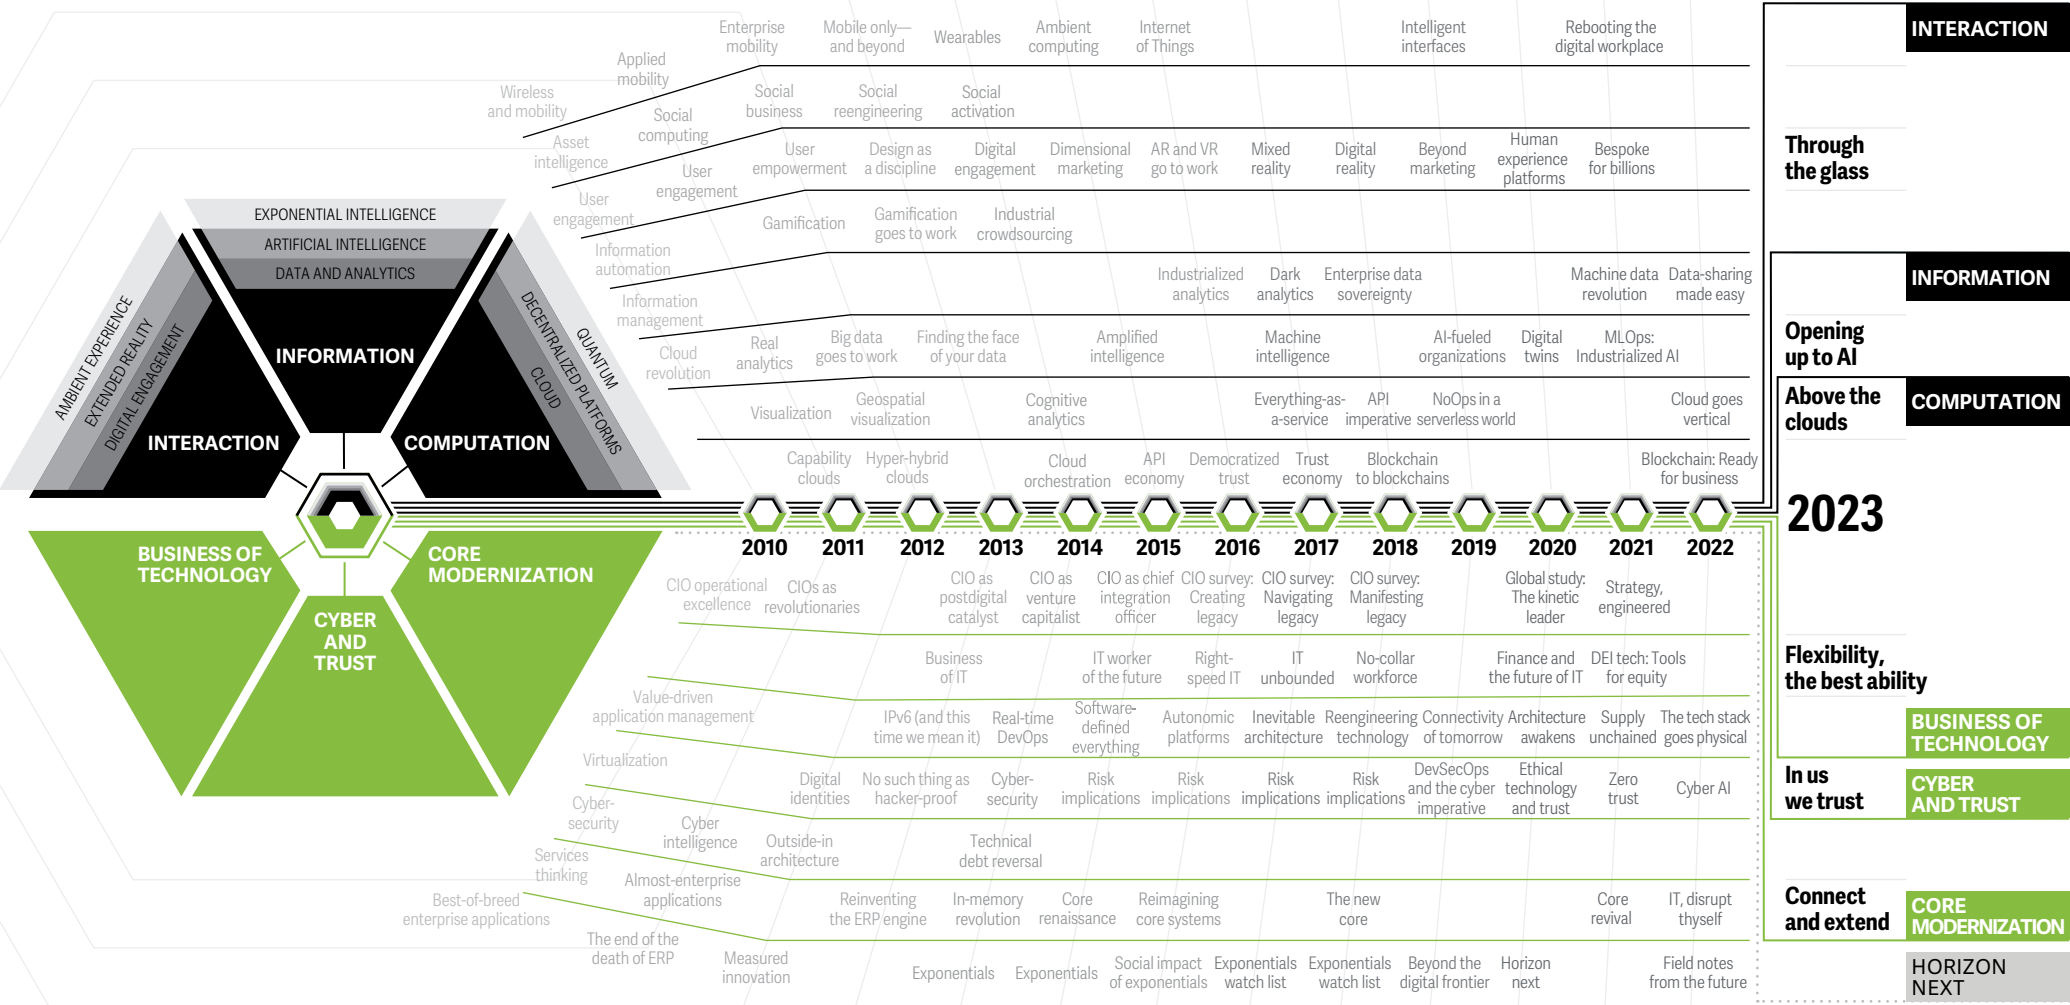 Enterprise
mobility
Mobile only—
and beyond
Wearables
Ambient
computing
Internet
of Things
Intelligent
interfaces
Rebooting the
digital workplace
INTERACTION
Applied
mobility
Wireless
and mobility
Social
computing
Social
business
Social
reengineering
Social
activation
Asset
intelligence
User
engagement
User
empowerment
Design as
a discipline
Digital
engagement
Dimensional
marketing
AR and VR
go to work
Mixed
reality
Digital
reality
Beyond
marketing
Human
experience
platforms
Bespoke
for billions
Through
the glass
User
engagement
Gamification
Gamification
goes to work
Industrial
crowdsourcing
Information
automation
Industrialized
analytics
Dark
analytics
Enterprise data
sovereignty
Machine data
revolution
Data-sharing
made easy
INFORMATION
Information
management
Real
analytics
Big data
goes to work
Finding the face
of your data
Amplified
intelligence
Machine
intelligence
AI-fueled
organizations
Digital
twins
MLOps:
Industrialized AI
Opening
up to AI
Cloud
revolution
Visualization
Geospatial
visualization
Cognitive
analytics
Everything-as-
a-service
API
imperative
NoOps in a
serverless world
Cloud goes
vertical
Above the
clouds
COMPUTATION
Capability
clouds
Hyper-hybrid
clouds
Cloud
orchestration
API
economy
Democratized
trust
Trust
economy
Blockchain
to blockchains
Blockchain: Ready
for business
EXPONENTIAL INTELLIGENCE
ARTIFICIAL INTELLIGENCE
DATA AND ANALYTICS
INFORMATION
AMBIENT EXPERIENCE
EXTENDED REALITY
DIGITAL ENGAGEMENT
INTERACTION
QUANTUM
DECENTRALIZED PLATFORMS
CLOUD
COMPUTATION
BUSINESS OF
TECHNOLOGY
CYBER
AND
TRUST
CORE
MODERNIZATION
2010
2011
2012
2013
2014
2015
2016
2017
2018
2019
2020
2021
2022
2023
CIO operational
excellence
CIOs as
revolutionaries
CIO as
postdigital
catalyst
CIO as
venture
capitalist
CIO as chief
integration
officer
CIO survey:
Creating
legacy
CIO survey:
Navigating
legacy
CIO survey:
Manifesting
legacy
Global study:
The kinetic
leader
Strategy,
engineered
Business
of IT
IT worker
of the future
Right-
speed IT
IT
unbounded
No-collar
workforce
Finance and
the future of IT
DEI tech: Tools
for equity
Flexibility,
the best ability
BUSINESS OF
TECHNOLOGY
Value-driven
application management
IPv6 (and this
time we mean it)
Real-time
DevOps
Software-
defined
everything
Autonomic
platforms
Inevitable
architecture
Reengineering
technology
Connectivity
of tomorrow
Architecture
awakens
Supply
unchained
The tech stack
goes physical
Virtualization
Digital
identities
No such thing as
hacker-proof
Cyber-
security
Risk
implications
Risk
implications
Risk
implications
Risk
implications
DevSecOps
and the cyber
imperative
Ethical
technology
and trust
Zero
trust
Cyber AI
In us
we trust
CYBER
AND TRUST
Cyber-
security
Cyber
intelligence
Outside-in
architecture
Technical
debt reversal
Services
thinking
Almost-enterprise
applications
Reinventing
the ERP engine
In-memory
revolution
Core
renaissance
Reimagining
core systems
The new
core
Core
revival
IT, disrupt
thyself
Connect
and extend
CORE
MODERNIZATION
Best-of-breed
enterprise applications
The end of the
death of ERP
Measured
innovation
Exponentials
Exponentials
Social impact
of exponentials
Exponentials
watch list
Exponentials
watch list
Beyond the
digital frontier
Horizon
next
Field notes
from the future
HORIZON
NEXT